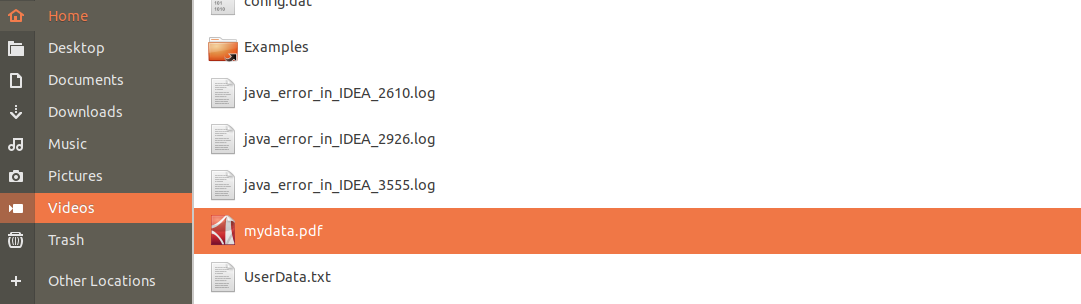 Home
Desktop
Documents
Downloads
Music
Pictures
Videos
Trash
Other Locations
config.dat
Examples
java_error_in_IDEA_2610.log
java_error_in_IDEA_2926.log
java_error_in_IDEA_3555.log
mydata.pdf
UserData.txt